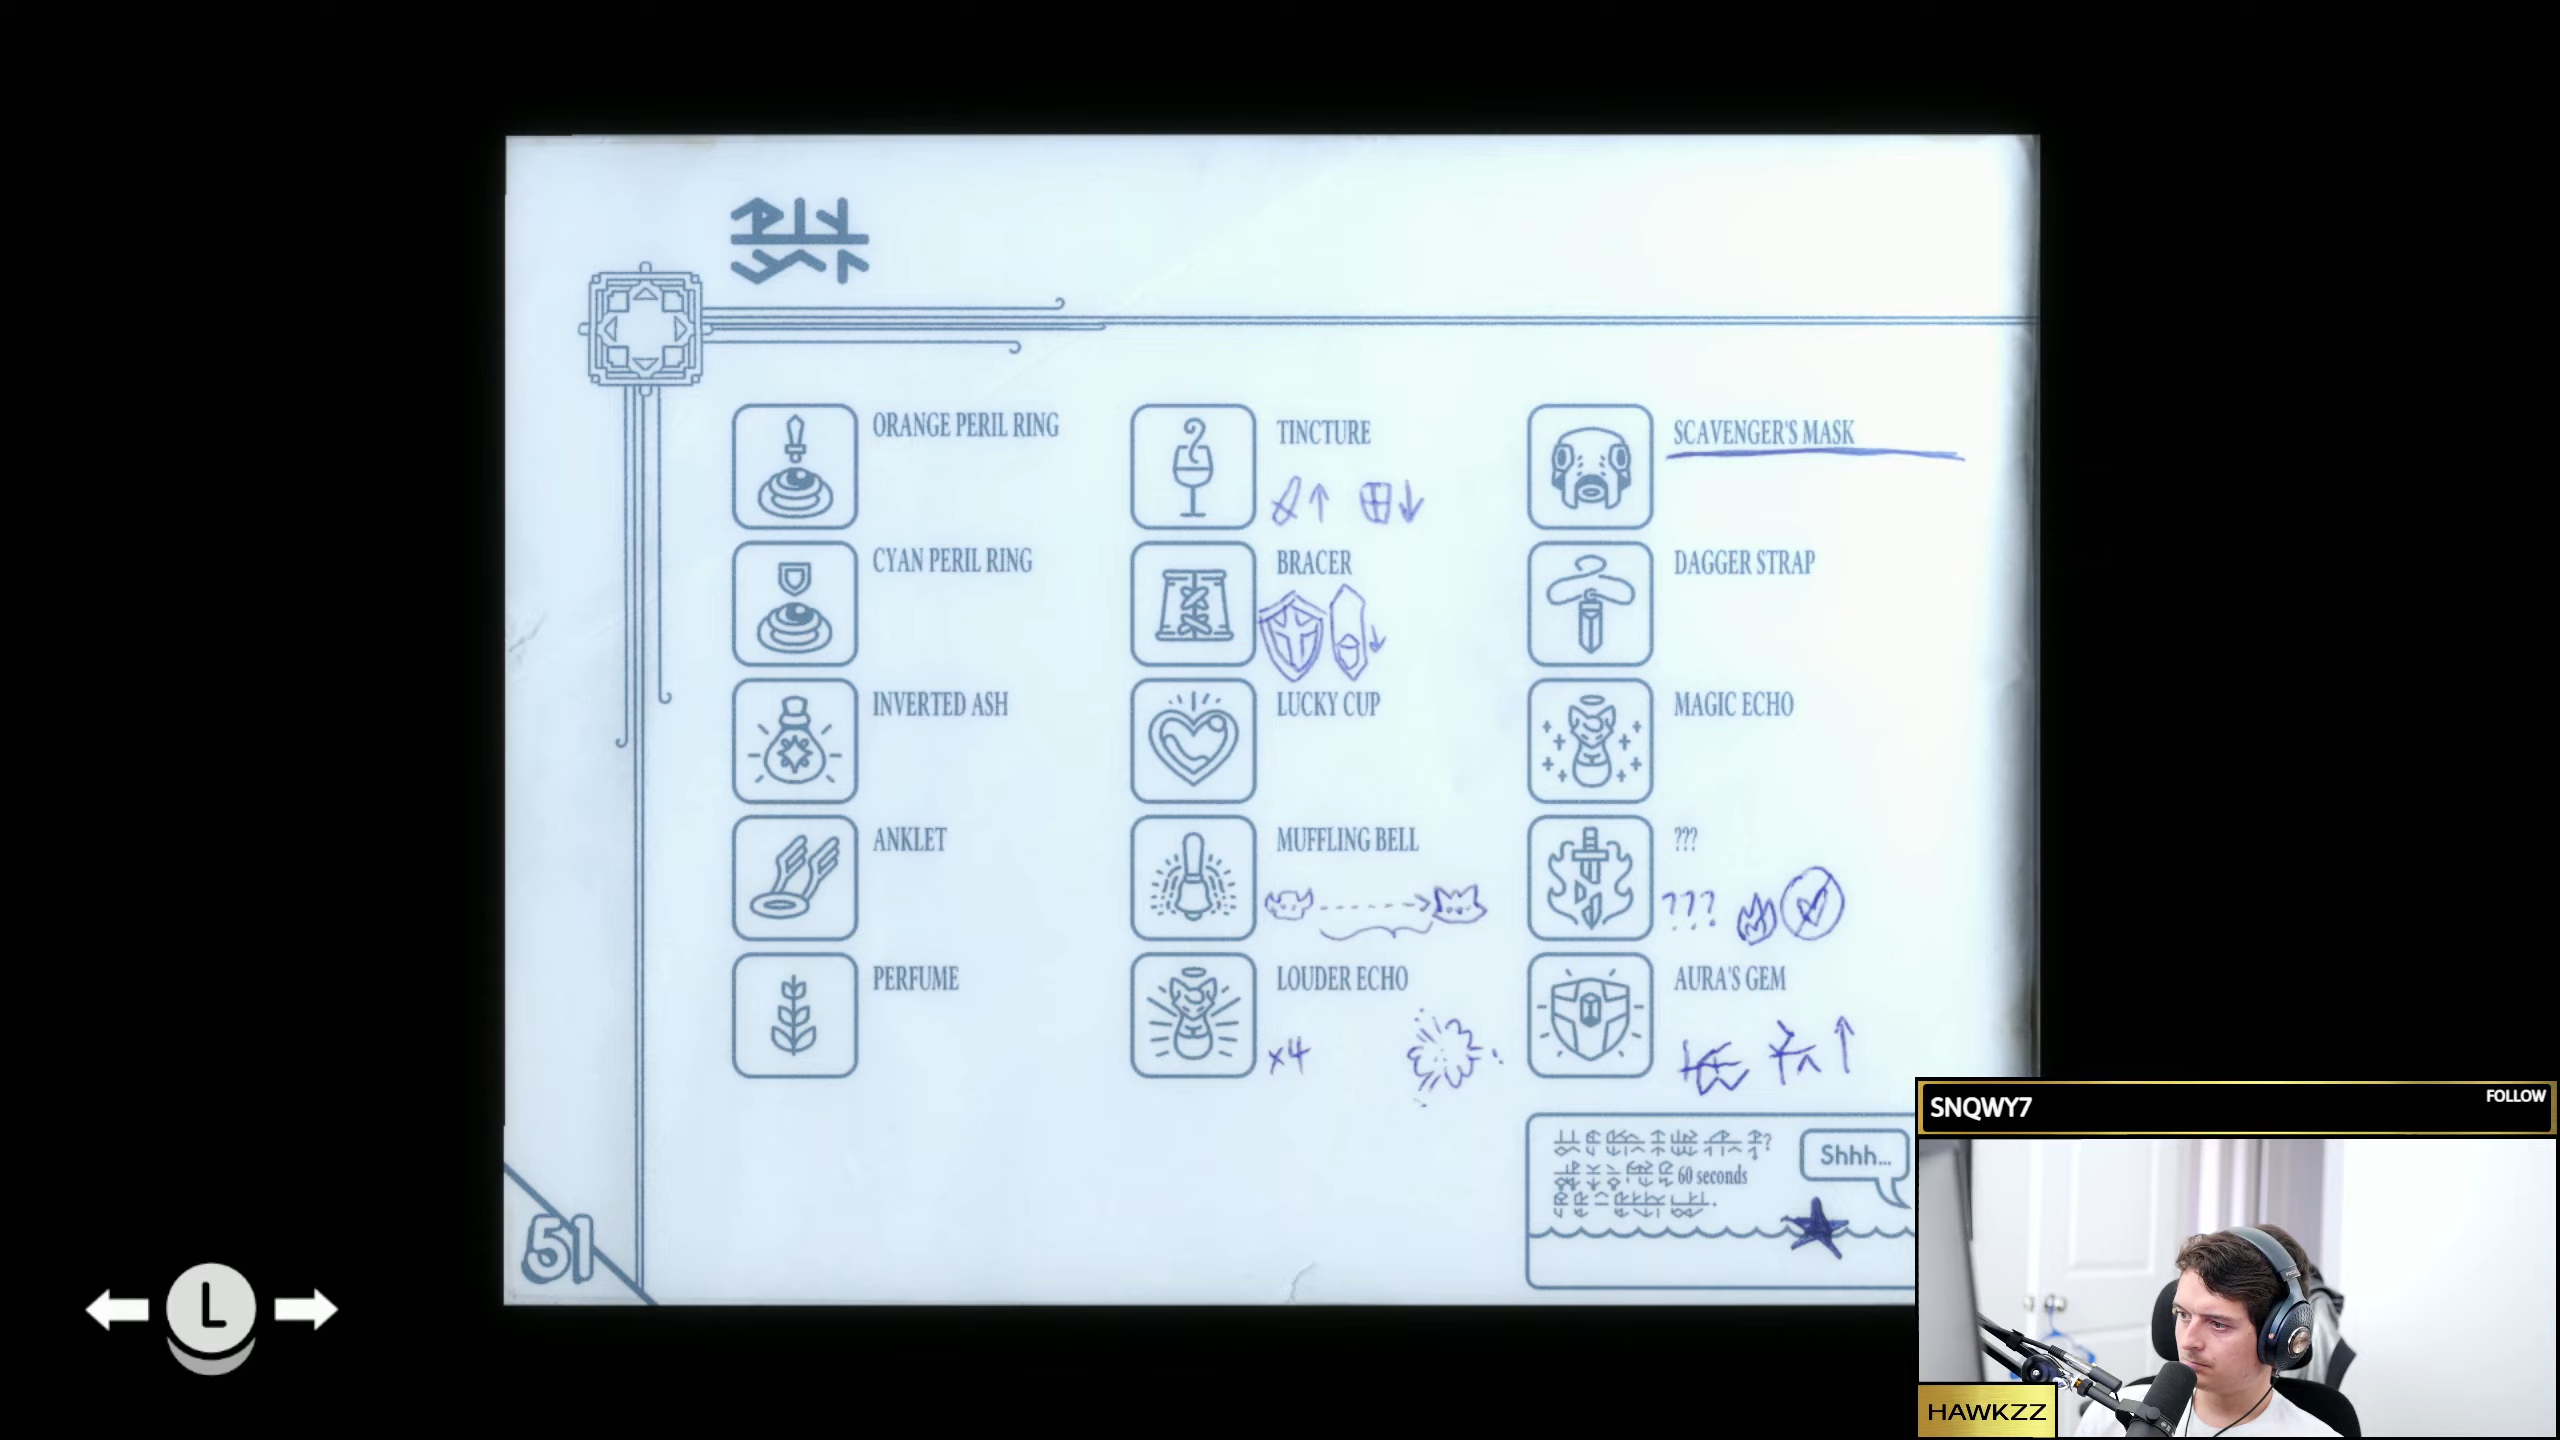 ORANGE PERIL RING
CYAN PERIL RING
INVERTED ASH
ANKLET
PERFUME
TINCTURE
BRACER
LUCKY CUP
MUFFLING BELL
LOUDER ECHO
x4
SCAVENGER'S MASK
DAGGER STRAP
MAGIC ECHO
???
???
AURA'S GEM
60 seconds
Shhh...
51
L
SNQWY7
FOLLOW
HAWKZZ